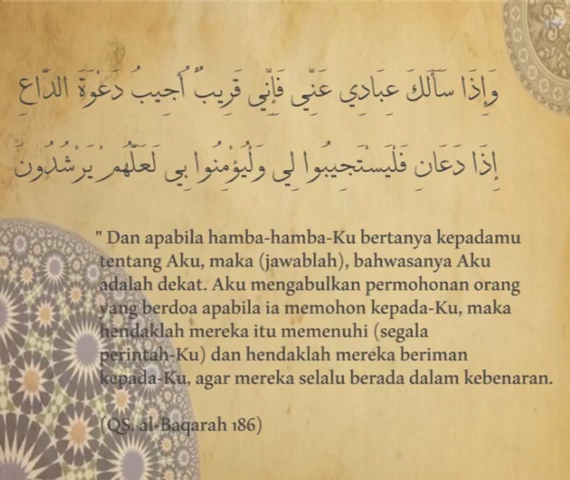 وَإِذَا سَأَلَكَ عِبَادِي عَنِّي فَإِنِّي قَرِيبٌ أُجِيبُ دَعْوَةَ الدَّاعِ
إِذَا دَعَانِ فَلْيَسْتَجِيبُوا لِي وَلْيُؤْمِنُوا بِي لَعَلَّهُمْ يَرْشُدُونَ
" Dan apabila hamba-hamba-Ku bertanya kepadamu
tentang Aku, maka (jawablah), bahwasanya Aku
adalah dekat. Aku mengabulkan permohonan orang
yang berdoa apabila ia memohon kepada-Ku, maka
hendaklah mereka itu memenuhi (segala
perintah-Ku) dan hendaklah mereka beriman
kepada-Ku, agar mereka selalu berada dalam kebenaran.
(QS. al-Baqarah 186)